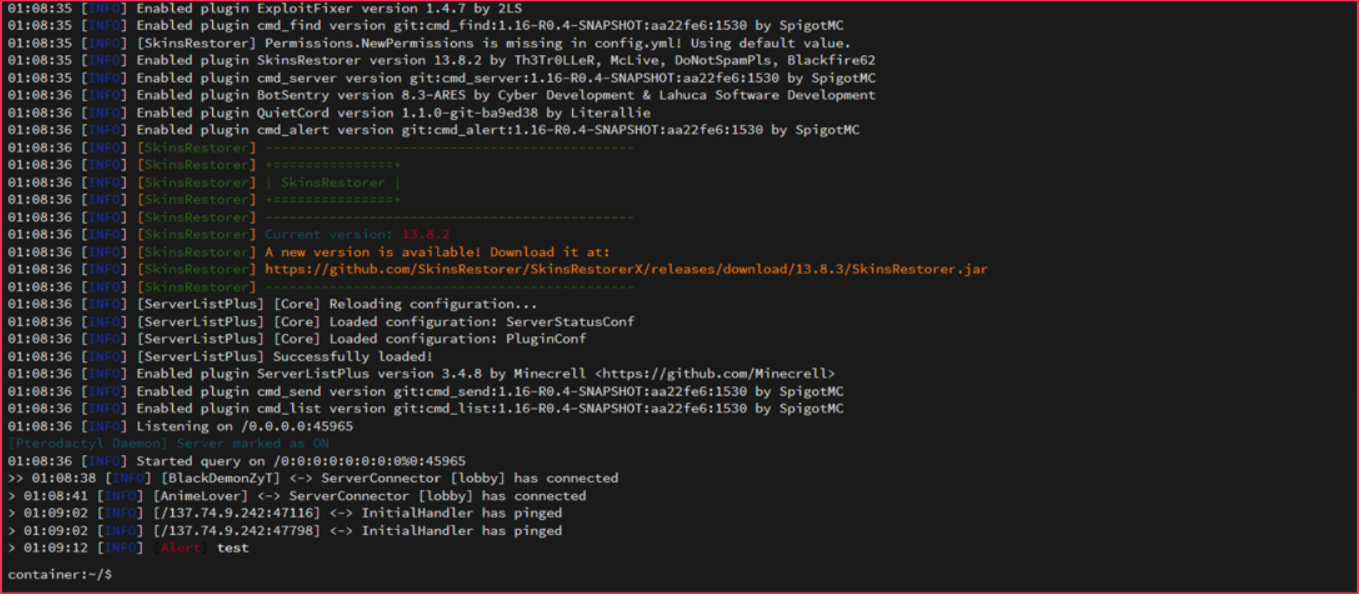 01:08:35 [INFO] Enabled plugin ExploitFixer version 1.4.7 by 2LS
01:08:35 [INFO] Enabled plugin cmd_find version git:cmd_find:1.16-R0.4-SNAPSHOT:aa22fe6:1530 by SpigotMC
01:08:35 [INFO] [SkinsRestorer] Permissions.NewPermissions is missing in config.yml! Using default value.
01:08:35 [INFO] Enabled plugin SkinsRestorer version 13.8.2 by Th3Tr0LLeR, McLive, DoNotSpamPls, Blackfire62
01:08:35 [INFO] Enabled plugin cmd_server version git:cmd_server:1.16-R0.4-SNAPSHOT:aa22fe6:1530 by SpigotMC
01:08:36 [INFO] Enabled plugin BotSentry version 8.3-ARES by Cyber Development & Lahuca Software Development
01:08:36 [INFO] Enabled plugin QuietCord version 1.1.0-git-ba9ed38 by Literallie
01:08:36 [INFO] Enabled plugin cmd_alert version git:cmd_alert:1.16-R0.4-SNAPSHOT:aa22fe6:1530 by SpigotMC
01:08:36 [INFO] [SkinsRestorer] ----------------------------------------------
01:08:36 [INFO] [SkinsRestorer] +===============+
01:08:36 [INFO] [SkinsRestorer] | SkinsRestorer |
01:08:36 [INFO] [SkinsRestorer] +===============+
01:08:36 [INFO] [SkinsRestorer] ----------------------------------------------
01:08:36 [INFO] [SkinsRestorer] Current version: 13.8.2
01:08:36 [INFO] [SkinsRestorer] A new version is available! Download it at:
01:08:36 [INFO] [SkinsRestorer] https://github.com/SkinsRestorer/SkinsRestorerX/releases/download/13.8.3/SkinsRestorer.jar
01:08:36 [INFO] [SkinsRestorer] ----------------------------------------------
01:08:36 [INFO] [ServerListPlus] [Core] Reloading configuration...
01:08:36 [INFO] [ServerListPlus] [Core] Loaded configuration: ServerStatusConf
01:08:36 [INFO] [ServerListPlus] [Core] Loaded configuration: PluginConf
01:08:36 [INFO] [ServerListPlus] Successfully loaded!
01:08:36 [INFO] Enabled plugin ServerListPlus version 3.4.8 by Minecrell <https://github.com/Minecrell>
01:08:36 [INFO] Enabled plugin cmd_send version git:cmd_send:1.16-R0.4-SNAPSHOT:aa22fe6:1530 by SpigotMC
01:08:36 [INFO] Enabled plugin cmd_list version git:cmd_list:1.16-R0.4-SNAPSHOT:aa22fe6:1530 by SpigotMC
01:08:36 [INFO] Listening on /0.0.0.0:45965
[Pterodactyl Daemon] Server marked as ON
01:08:36 [INFO] Started query on /0:0:0:0:0:0:0:0%0:45965
>> 01:08:38 [INFO] [BlackDemonZyT] <-> ServerConnector [lobby] has connected
> 01:08:41 [INFO] [AnimeLover] <-> ServerConnector [lobby] has connected
> 01:09:02 [INFO] [/137.74.9.242:47116] <-> InitialHandler has pinged
> 01:09:02 [INFO] [/137.74.9.242:47798] <-> InitialHandler has pinged
> 01:09:12 [INFO] [Alert] test
container:~/$